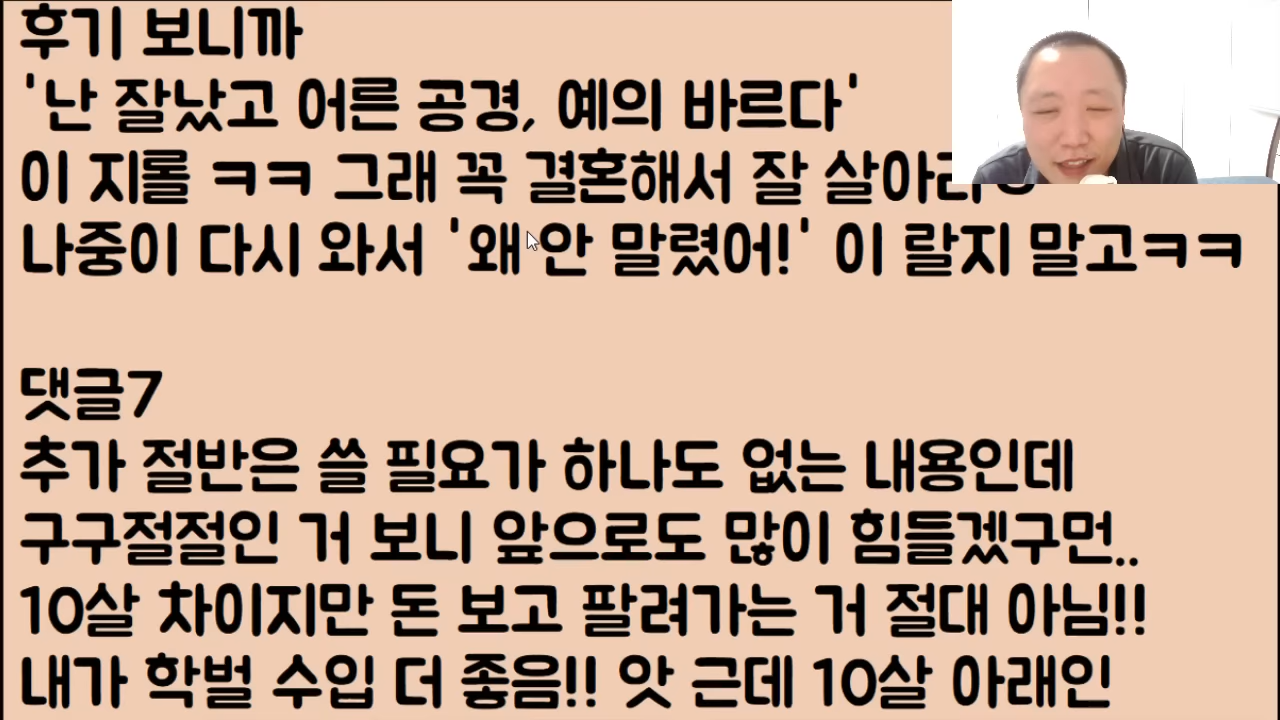 후기 보니까
'난 잘났고 어른 공경, 예의 바르다'
이 지롤 ㅋㅋ 그래 꼭 결혼해서 잘
나중이 다시 와서 '왜 안 말렸어!' 이 랄지 말고ㅋㅋ
댓글7
추가 절반은 쓸 필요가 하나도 없는 내용인데
구구절절인 거 보니 앞으로도 많이 힘들겠구먼..
10살 차이지만 돈 보고 팔려가는 거 절대 아님!!
내가 학벌 수입 더 좋음!! 앗 근데 10살 아래인